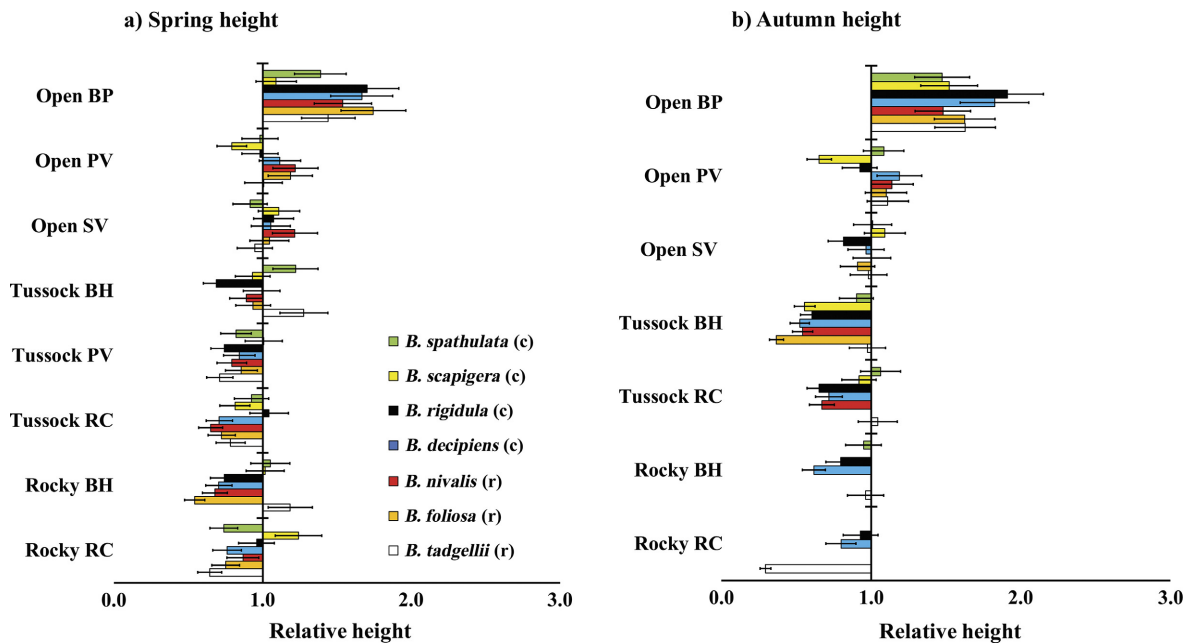 a) Spring height
Open BP
Open PV
Open SV
Tussock BH
Tussock PV
Tussock RC
Rocky BH
Rocky RC
B. spathulata (c)
B. scapigera (c)
B. rigidula (c)
B. decipiens (c)
B. nivalis (r)
B. foliosa (r)
B. tadgellii (r)
0.0 1.0 2.0 3.0
Relative height
b) Autumn height
Open BP
Open PV
Open SV
Tussock BH
Tussock RC
Rocky BH
Rocky RC
0.0 1.0 2.0 3.0
Relative height